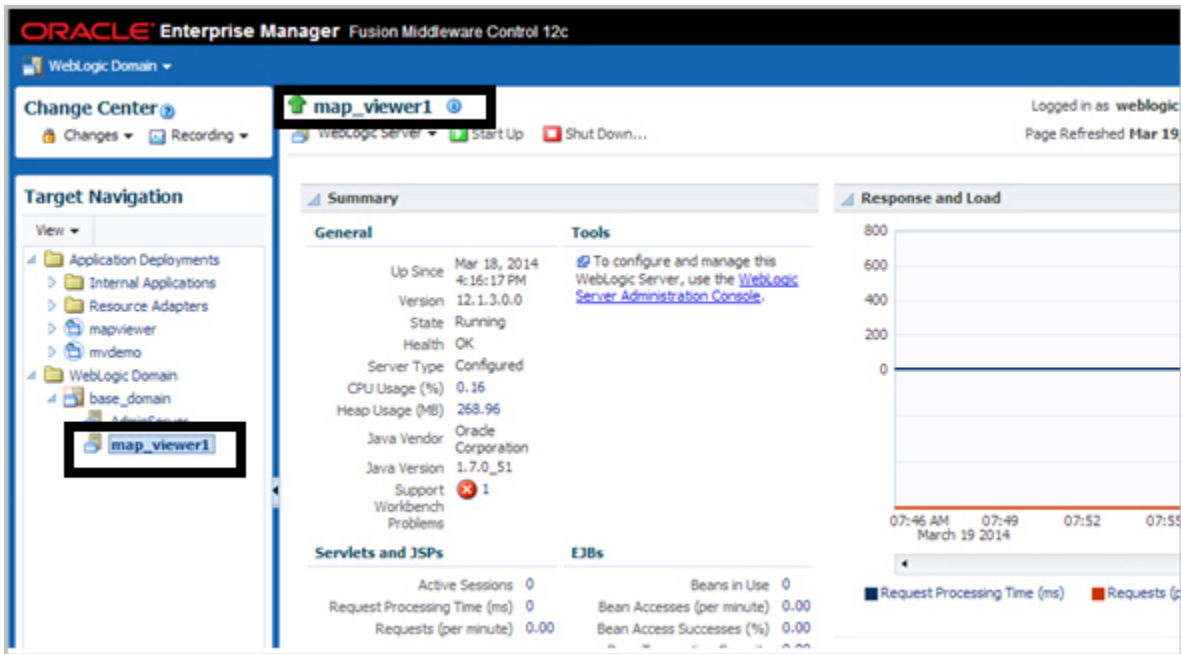 ORACLE Enterprise Manager Fusion Middleware Control 12c
WebLogic Domain
Change Center
Changes Recording
map_viewer1
WebLogic Server Start Up Shut Down...
Logged in as weblogic
Page Refreshed Mar 19,
Target Navigation
View
Application Deployments
Internal Applications
Resource Adapters
mapviewer
mvdemo
WebLogic Domain
base_domain
AdminServer
map_viewer1
Summary
General
Up Since Mar 18, 2014
4:16:17 PM
Version 12.1.3.0.0
State Running
Health OK
Server Type Configured
CPU Usage (%) 0.16
Heap Usage (MB) 268.96
Java Vendor Oracle
Corporation
Java Version 1.7.0_51
Support 1
Workbench
Problems
Tools
To configure and manage this
WebLogic Server, use the WebLogic
Server Administration Console.
Servlets and JSPs
Active Sessions 0
Request Processing Time (ms) 0
Requests (per minute) 0.00
EJBs
Beans in Use 0
Bean Accesses (per minute) 0.00
Bean Access Successes (%) 0.00
Response and Load
800
600
400
200
0
07:46 AM 07:49 07:52 07:55
March 19 2014
Request Processing Time (ms) Requests (p